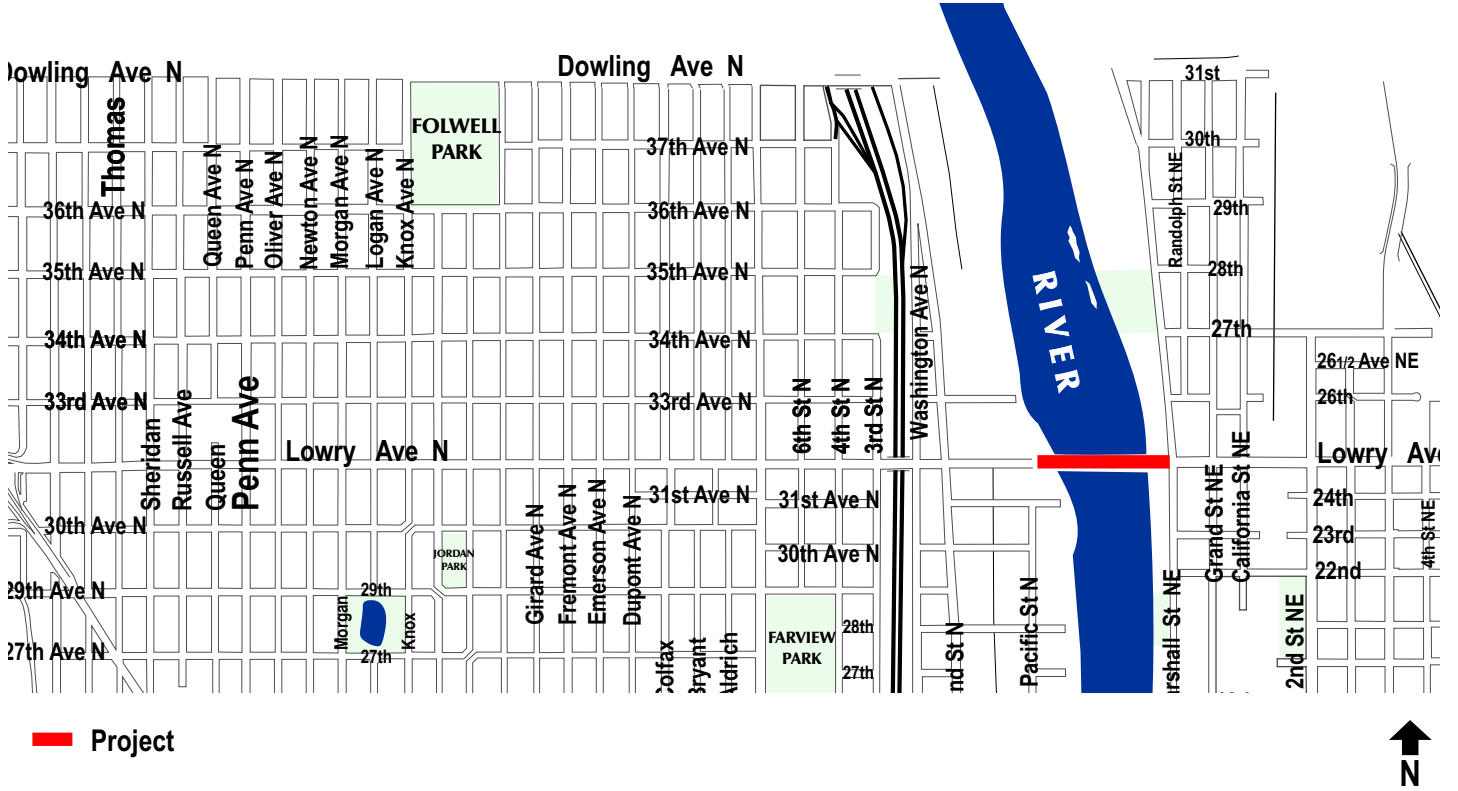 Dowling Ave N
Dowling Ave N
31st
Thomas
FOLWELL
PARK
37th Ave N
30th
Queen Ave N
Penn Ave N
Oliver Ave N
Newton Ave N
Morgan Ave N
Logan Ave N
Knox Ave N
Randolph St NE
36th Ave N
36th Ave N
29th
35th Ave N
35th Ave N
28th
RIVER
Washington Ave N
34th Ave N
34th Ave N
27th
26 1/2 Ave NE
33rd Ave N
33rd Ave N
6th St N
4th St N
3rd St N
26th
Sheridan
Russell Ave
Queen
Penn Ave
Lowry Ave N
Lowry Ave
31st Ave N
31st Ave N
Grand St NE
California St NE
24th
30th Ave N
23rd
4th St NE
JORDAN
PARK
30th Ave N
22nd
Girard Ave N
Fremont Ave N
Emerson Ave N
Dupont Ave N
29th Ave N
29th
Morgan
Knox
27th
27th Ave N
Colfax
Bryant
Aldrich
FARVIEW
PARK
28th
27th
nd St N
Pacific St N
arshall St NE
2nd St NE
Project
N